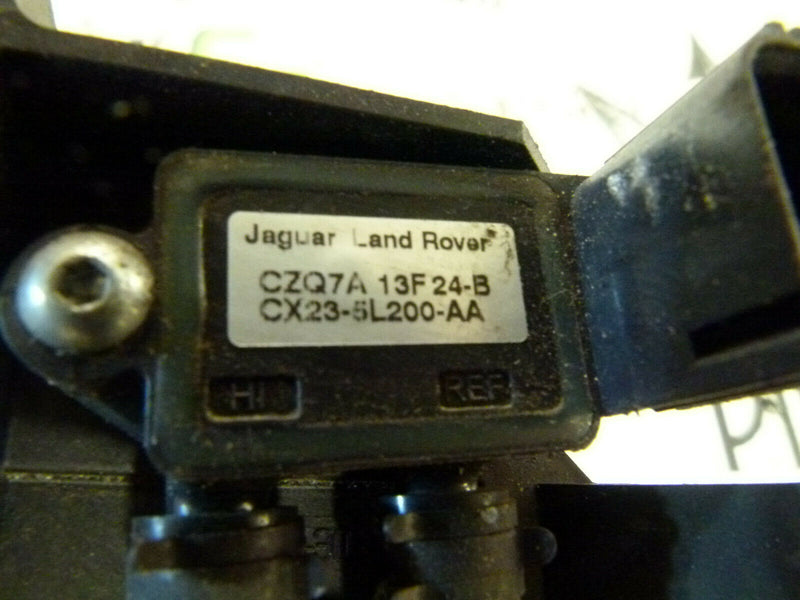 Jaguar Land Rover
CZQ7A 13F24-B
CX23-5L200-AA
HI
REF